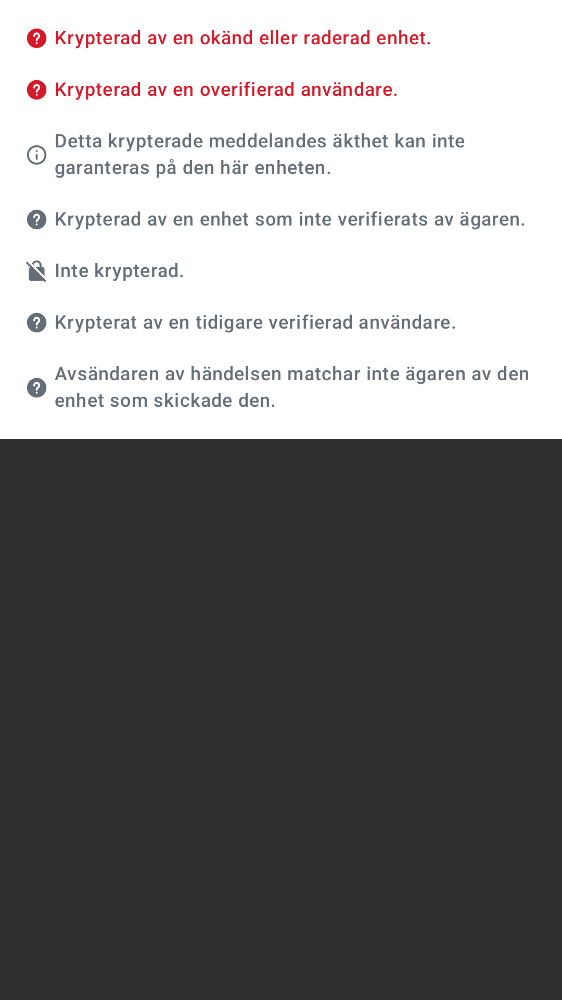 Krypterad av en okänd eller raderad enhet.
Krypterad av en overifierad användare.
Detta krypterade meddelandes äkthet kan inte
garanteras på den här enheten.
Krypterad av en enhet som inte verifierats av ägaren.
Inte krypterad.
Krypterat av en tidigare verifierad användare.
Avsändaren av händelsen matchar inte ägaren av den
enhet som skickade den.